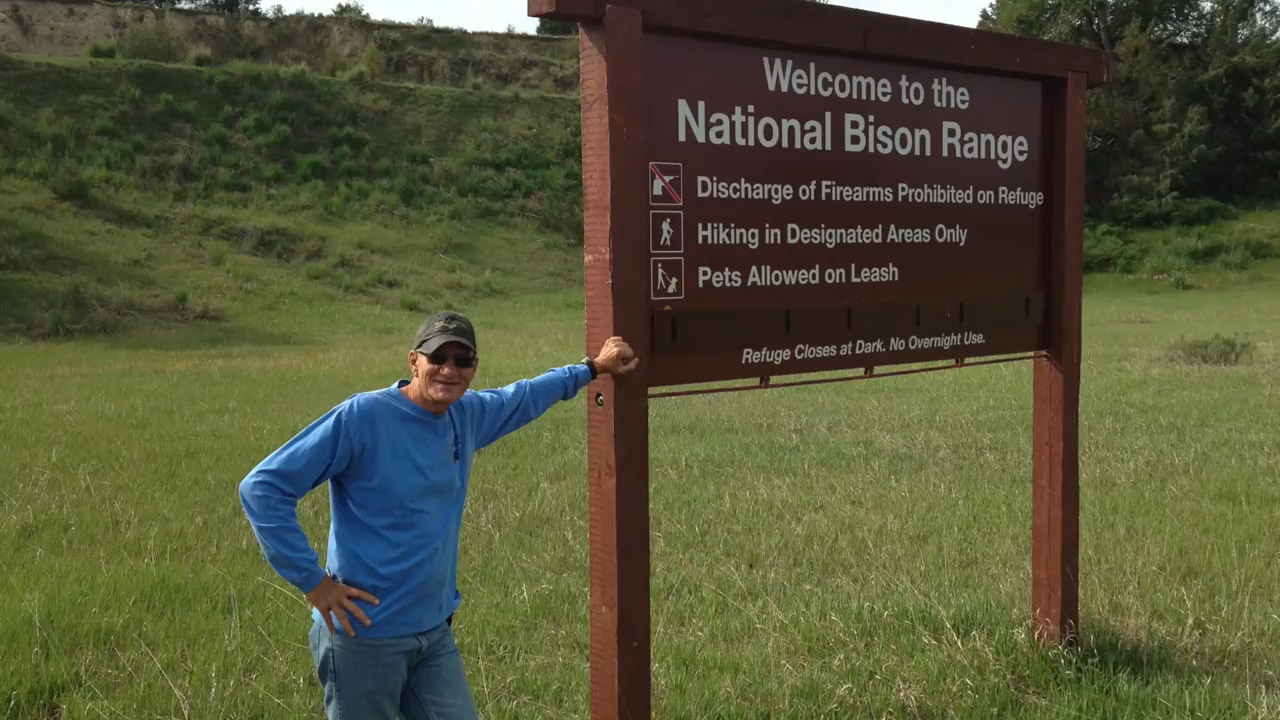 Welcome to the
National Bison Range
Discharge of Firearms Prohibited on Refuge
Hiking in Designated Areas Only
Pets Allowed on Leash
Refuge Closes at Dark. No Overnight Use.